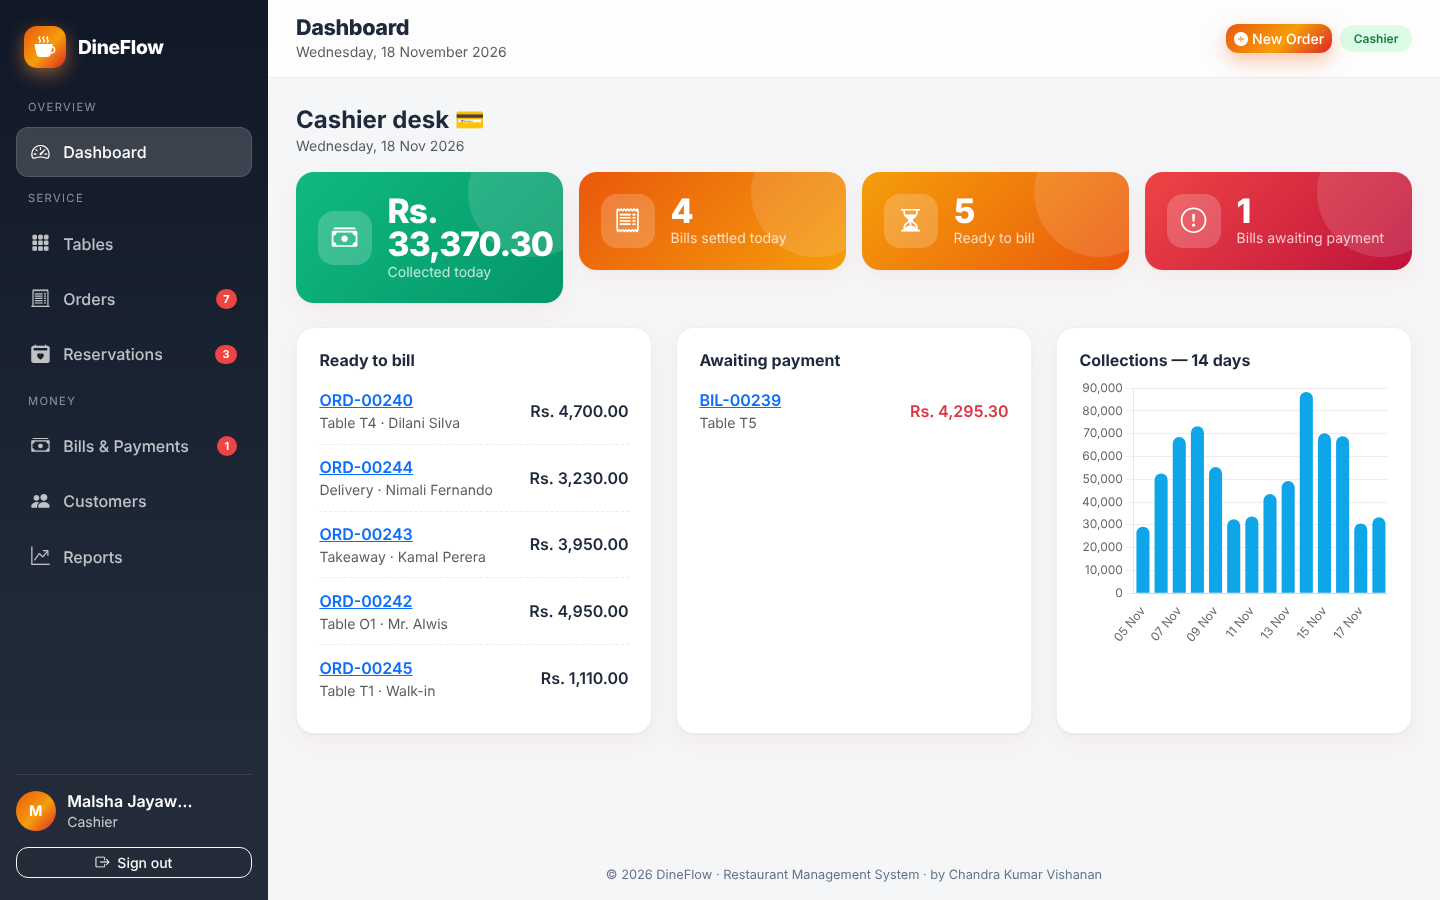 DineFlow
OVERVIEW
Dashboard
SERVICE
Tables
Orders 7
Reservations 3
MONEY
Bills & Payments 1
Customers
Reports
M
Malsha Jayaw...
Cashier
Sign out
Dashboard
Wednesday, 18 November 2026
New Order
Cashier
Cashier desk 💳
Wednesday, 18 Nov 2026
Rs.
33,370.30
Collected today
4
Bills settled today
5
Ready to bill
1
Bills awaiting payment
Ready to bill
ORD-00240
Table T4 · Dilani Silva
Rs. 4,700.00
ORD-00244
Delivery · Nimali Fernando
Rs. 3,230.00
ORD-00243
Takeaway · Kamal Perera
Rs. 3,950.00
ORD-00242
Table O1 · Mr. Alwis
Rs. 4,950.00
ORD-00245
Table T1 · Walk-in
Rs. 1,110.00
Awaiting payment
BIL-00239
Table T5
Rs. 4,295.30
Collections — 14 days
90,000
80,000
70,000
60,000
50,000
40,000
30,000
20,000
10,000
0
05 Nov
07 Nov
09 Nov
11 Nov
13 Nov
15 Nov
17 Nov
© 2026 DineFlow · Restaurant Management System · by Chandra Kumar Vishanan